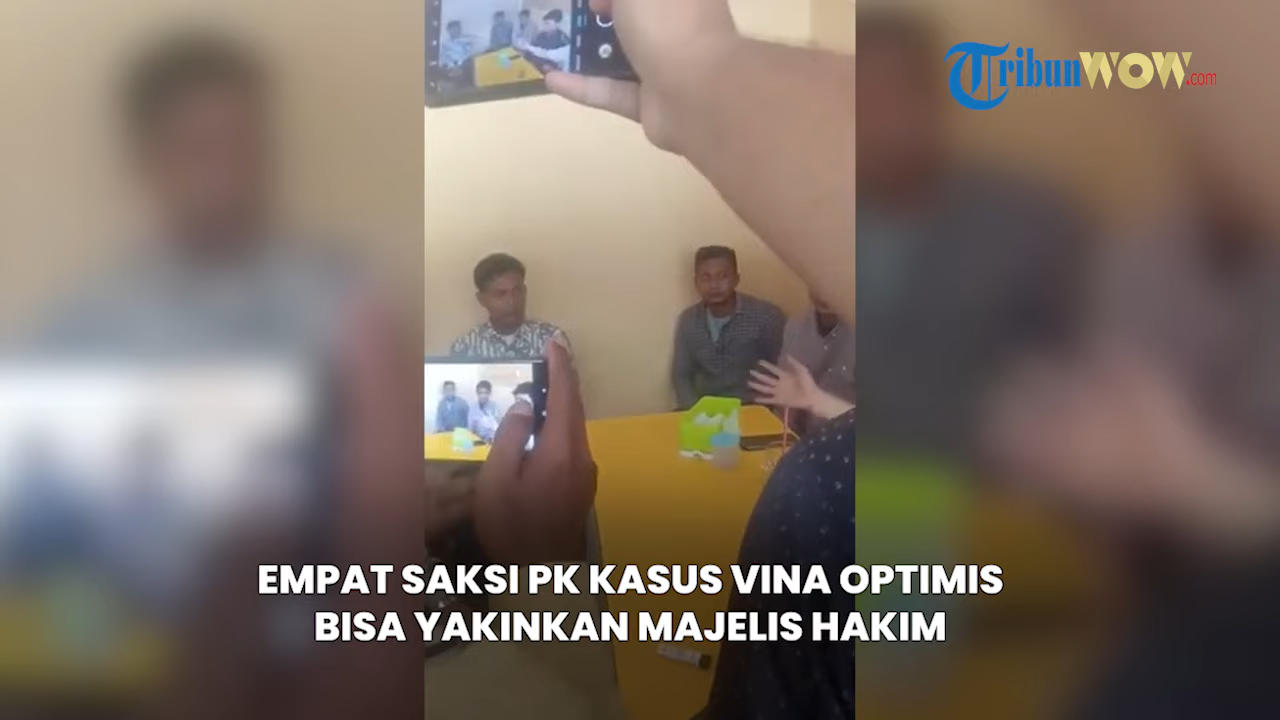 TribunWOW.com
EMPAT SAKSI PK KASUS VINA OPTIMIS
BISA YAKINKAN MAJELIS HAKIM